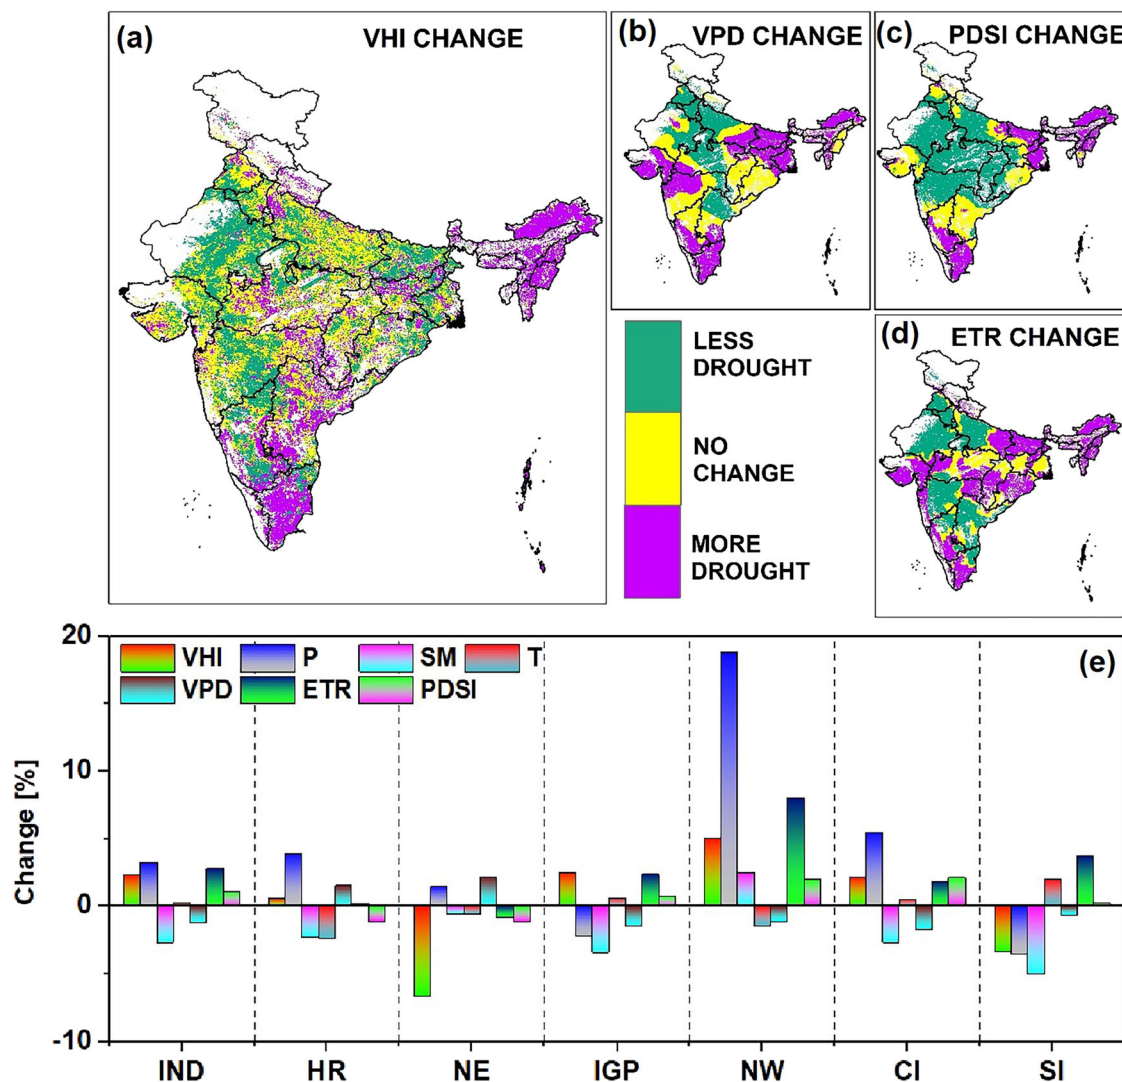 (a) VHI CHANGE
(b) VPD CHANGE
(c) PDSI CHANGE
LESS
DROUGHT
NO
CHANGE
MORE
DROUGHT
(d) ETR CHANGE
20
10
0
-10
Change [%]
VHI P SM T
VPD ETR PDSI
(e)
IND HR NE IGP NW CI SI